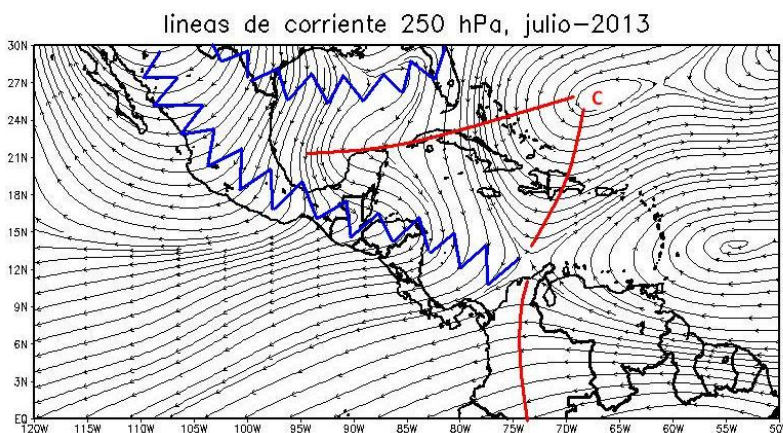 lineas de corriente 250 hPa, julio-2013
30N
27N
C
24N
21N
18N
15N
12N
9N
6N
3N
EQ
120W 115W 110W 105W 100W 95W 90W 85W 80W 75W 70W 65W 60W 55W 50